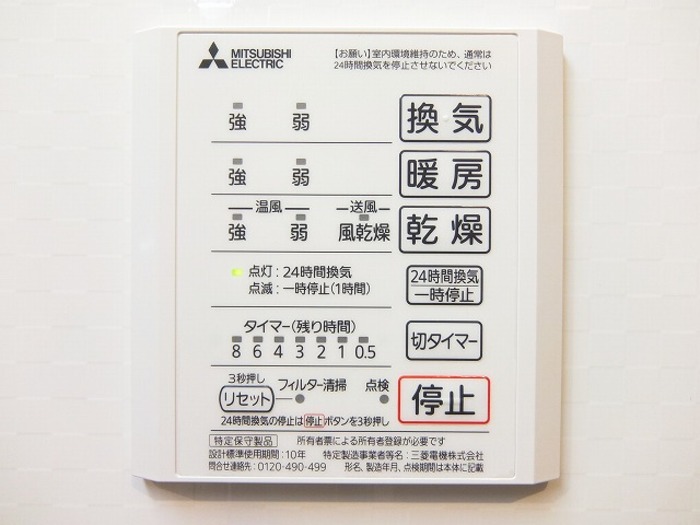 MITSUBISHI
ELECTRIC
【お願い】室内環境維持のため、通常は
24時間換気を停止させないでください
強 弱 換気
強 弱 暖房
温風 送風
強 弱 風乾燥 乾燥
点灯：24時間換気
点滅：一時停止（1時間）
24時間換気
一時停止
タイマー（残り時間）
8 6 4 3 2 1 0.5
切タイマー
3秒押し
リセット フィルター清掃 点検
停止
24時間換気の停止は停止ボタンを3秒押し
特定保守製品 所有者票による所有者登録が必要です
設計標準使用期間：10年 特定製造事業者等名：三菱電機株式会社
問合せ連絡先：0120-490-499 形名、製造年月、点検期間は本体に記載